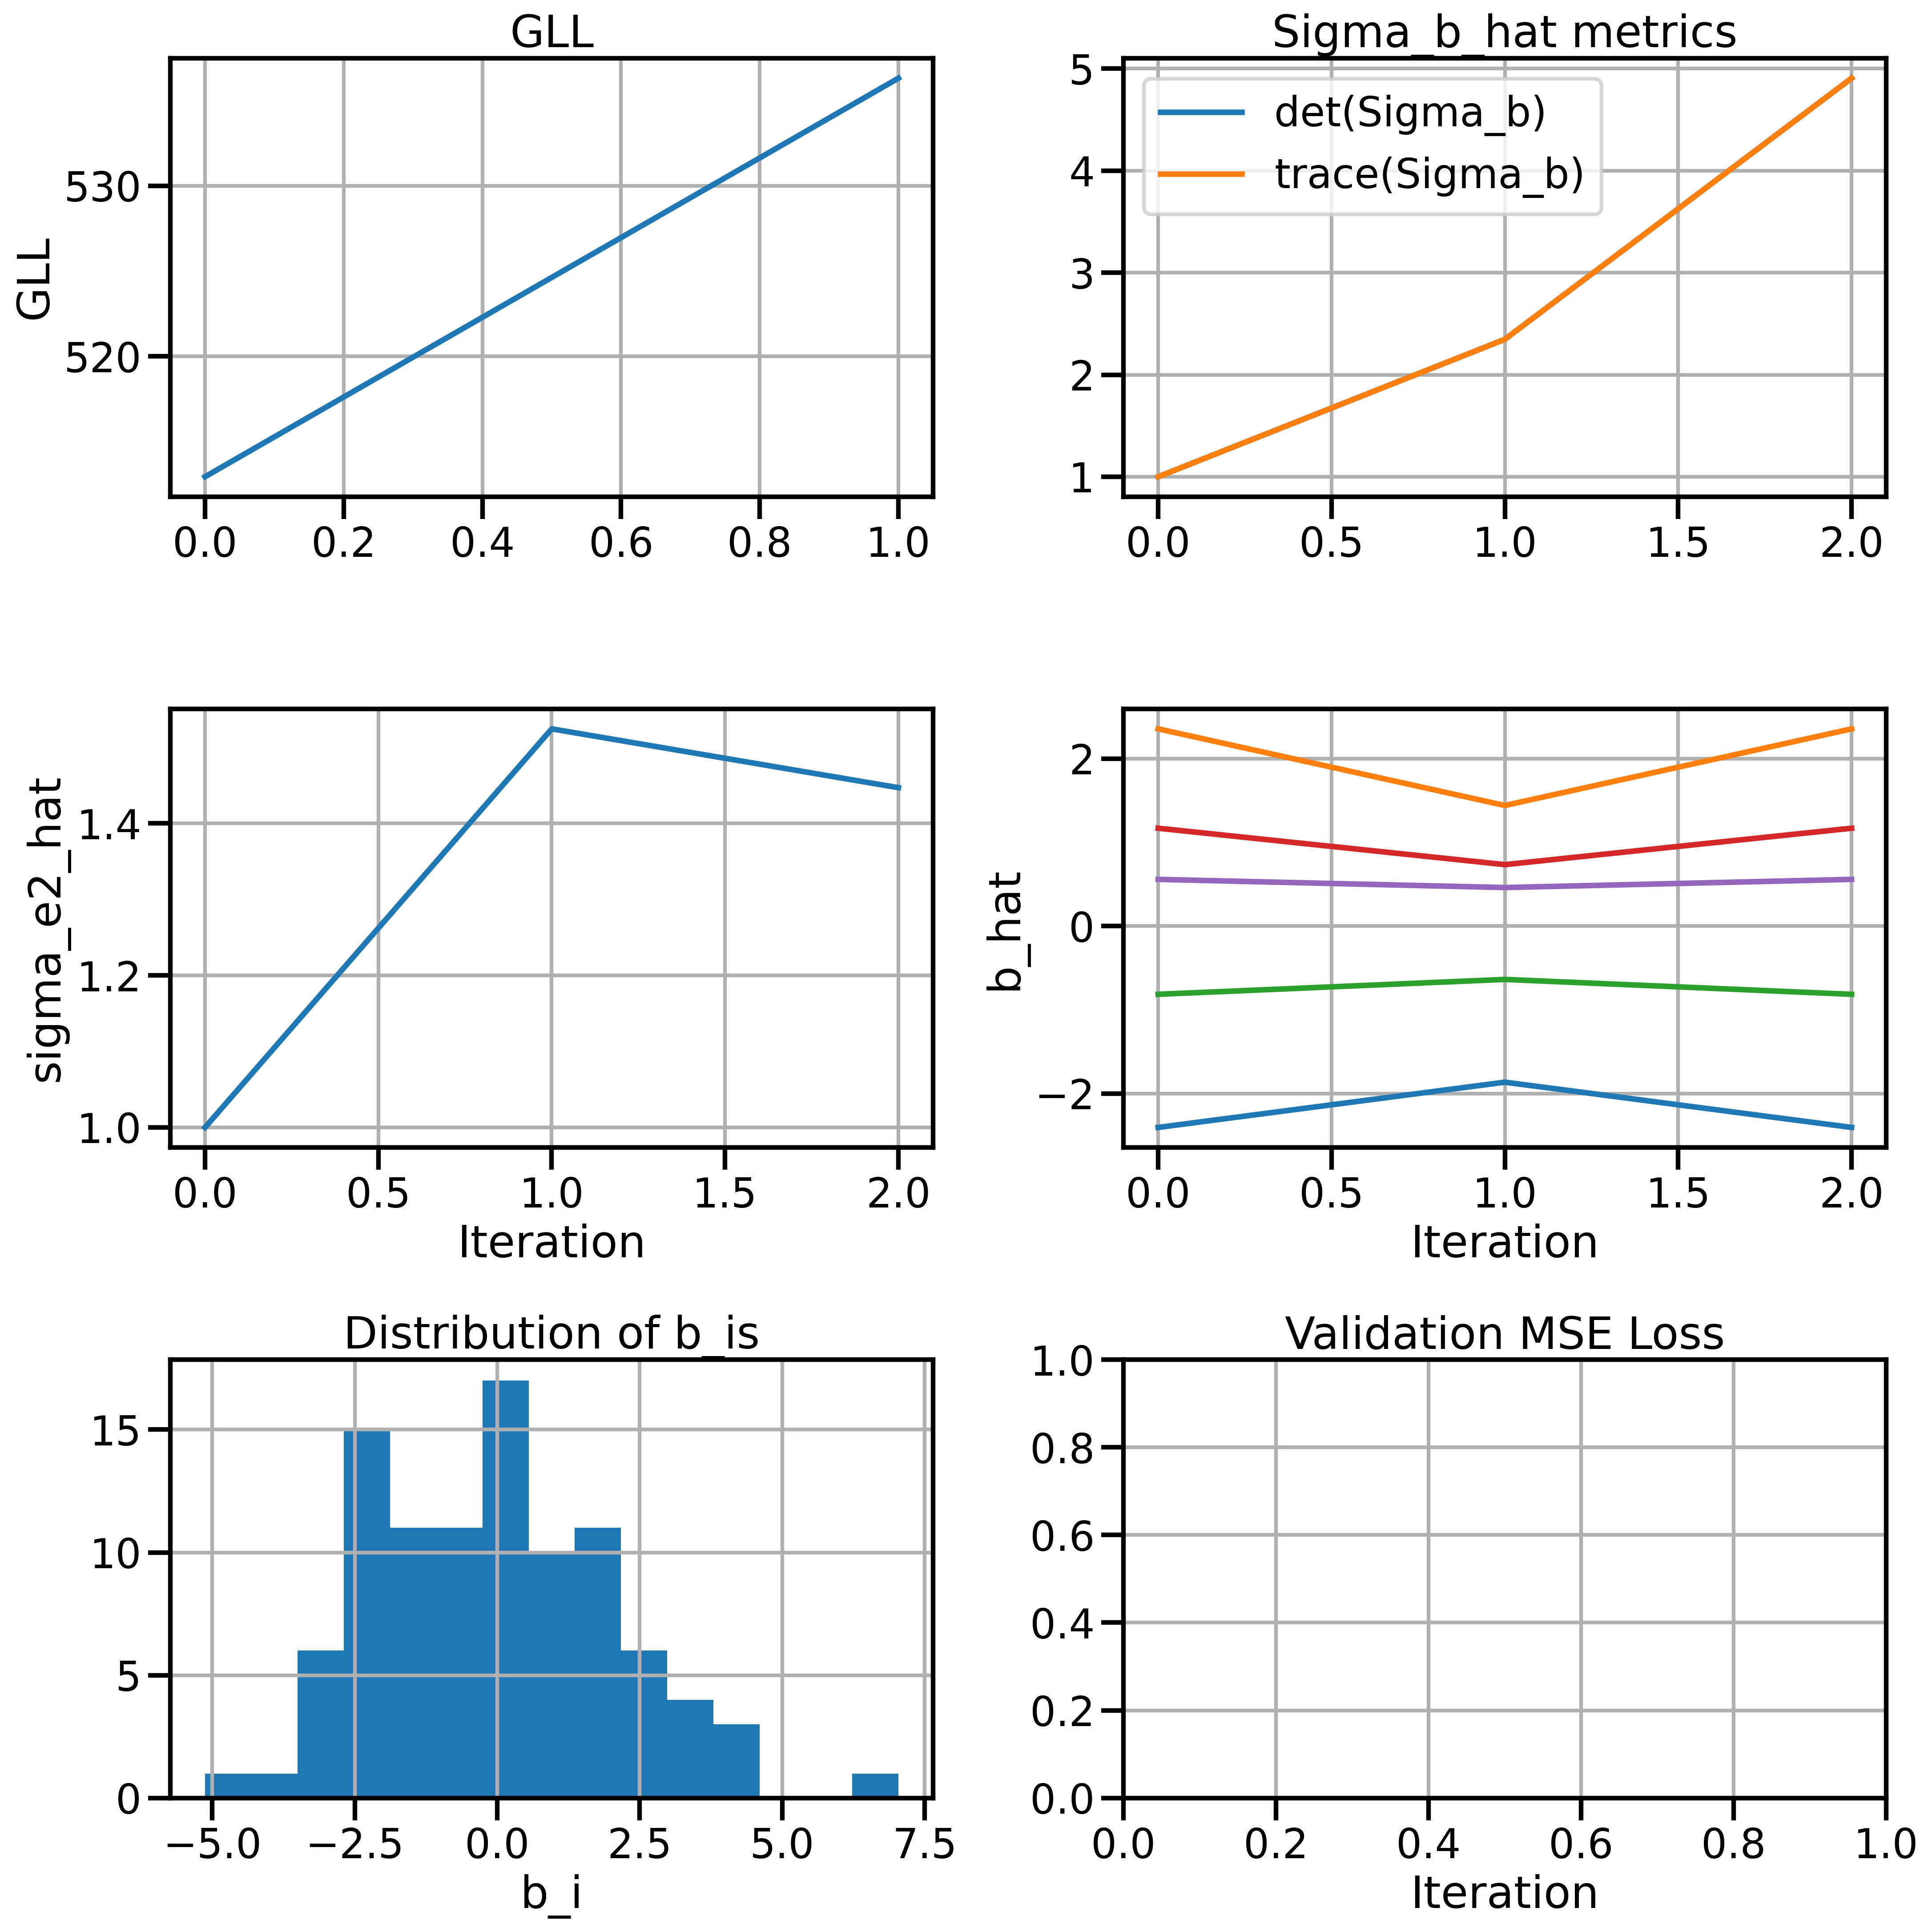 GLL
GLL
530
520
0.0 0.2 0.4 0.6 0.8 1.0
Sigma_b_hat metrics
det(Sigma_b)
trace(Sigma_b)
5
4
3
2
1
0.0 0.5 1.0 1.5 2.0
sigma_e2_hat
1.4
1.2
1.0
0.0 0.5 1.0 1.5 2.0
Iteration
b_hat
2
0
−2
0.0 0.5 1.0 1.5 2.0
Iteration
Distribution of b_is
15
10
5
0
−5.0 −2.5 0.0 2.5 5.0 7.5
b_i
Validation MSE Loss
1.0
0.8
0.6
0.4
0.2
0.0
0.0 0.2 0.4 0.6 0.8 1.0
Iteration